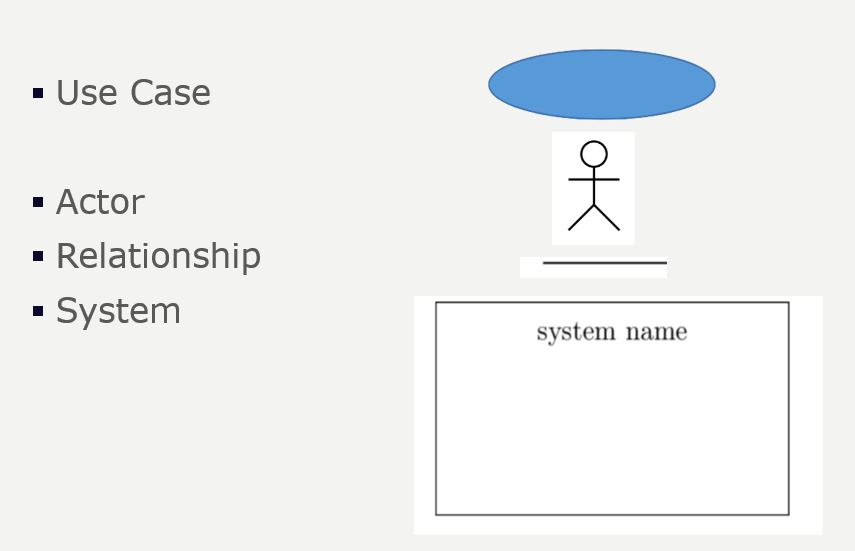 Use Case
Actor
Relationship
System
system name